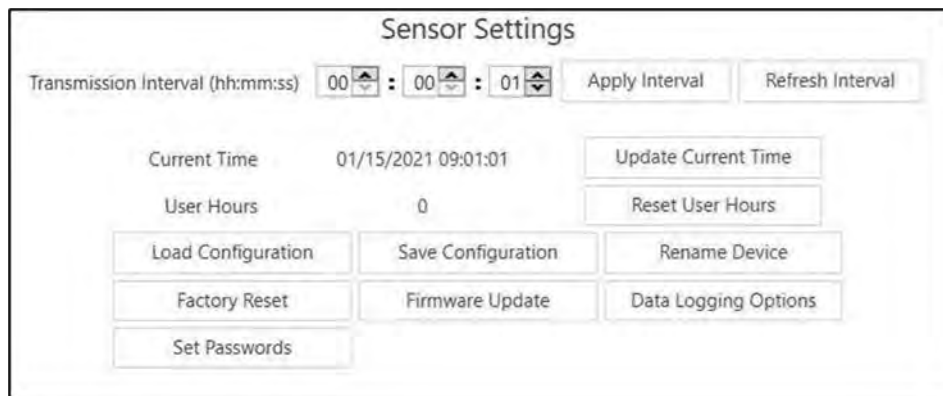 Sensor Settings
Transmission Interval (hh:mm:ss) 00 : 00 : 01 Apply Interval Refresh Interval
Current Time 01/15/2021 09:01:01 Update Current Time
User Hours 0 Reset User Hours
Load Configuration Save Configuration Rename Device
Factory Reset Firmware Update Data Logging Options
Set Passwords